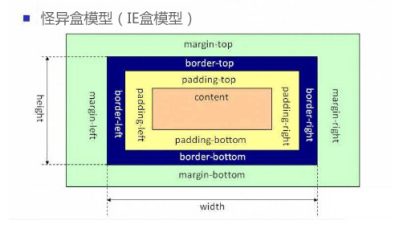 怪异盒模型（IE盒模型）
margin-top
border-top
padding-top
content
height
margin-left
border-left
padding-left
padding-right
border-right
margin-right
padding-bottom
border-bottom
margin-bottom
width